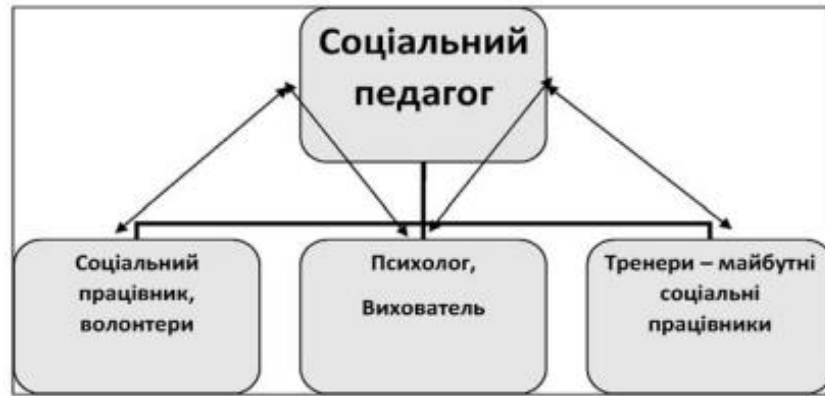 Соціальний
педагог
Соціальний
працівник,
волонтери
Психолог,
Вихователь
Тренери – майбутні
соціальні
працівники